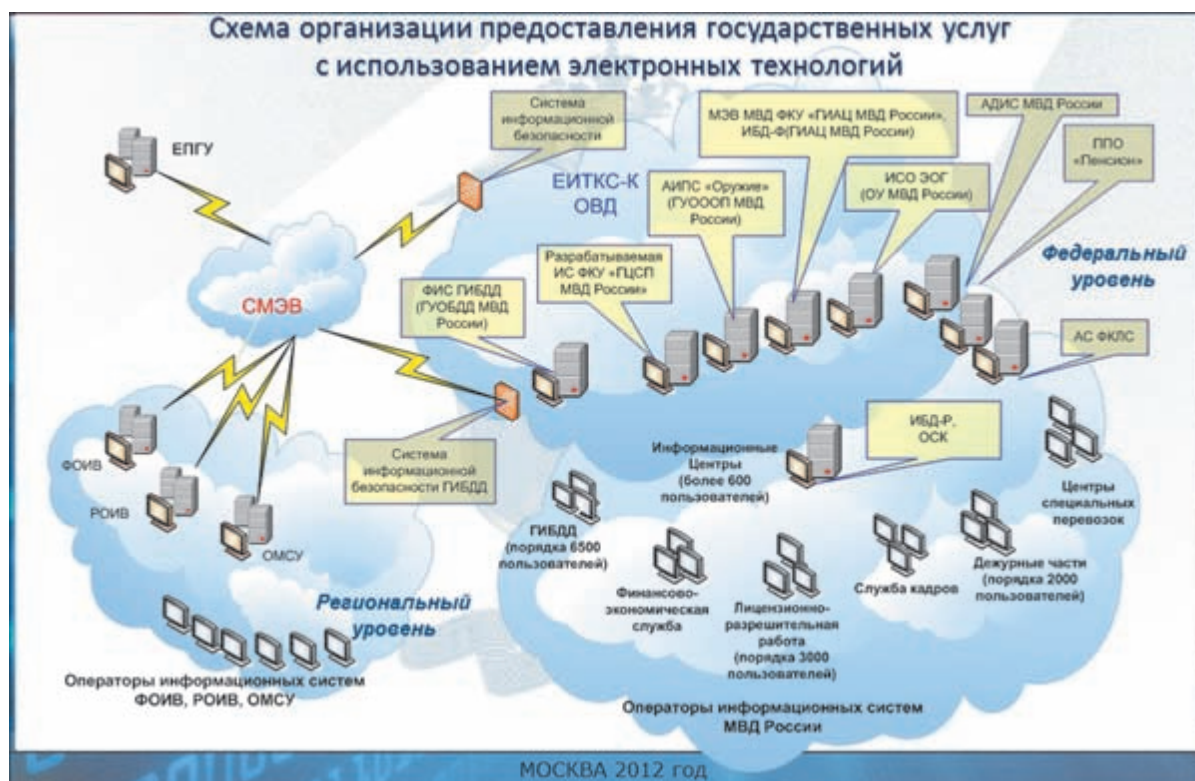 Схема организации предоставления государственных услуг
с использованием электронных технологий
ЕПГУ
Система
информационной
безопасности
МЭВ МВД ФКУ «ГИАЦ МВД России»,
ИБД-Ф(ГИАЦ МВД России)
АДИС МВД России
ППО
«Пенсион»
ЕИТКС-К
ОВД
АИПС «Оружие»
(ГУОООП МВД
России)
ИСО ЭОГ
(ОУ МВД России)
Федеральный
уровень
Разрабатываемая
ИС ФКУ «ГЦСП
МВД России»
ФИС ГИБДД
(ГУОБДД МВД
России)
СМЭВ
АС ФКЛС
ИБД-Р,
ОСК
Система
информационной
безопасности ГИБДД
Информационные
Центры
(более 600
пользователей)
ФОИВ
РОИВ
ОМСУ
Центры
специальных
перевозок
ГИБДД
(порядка 6500
пользователей)
Финансово-
экономическая
служба
Лицензионно-
разрешительная
работа
(порядка 3000
пользователей)
Служба кадров
Дежурные части
(порядка 2000
пользователей)
Региональный
уровень
Операторы информационных систем
ФОИВ, РОИВ, ОМСУ
Операторы информационных систем
МВД России
МОСКВА 2012 год